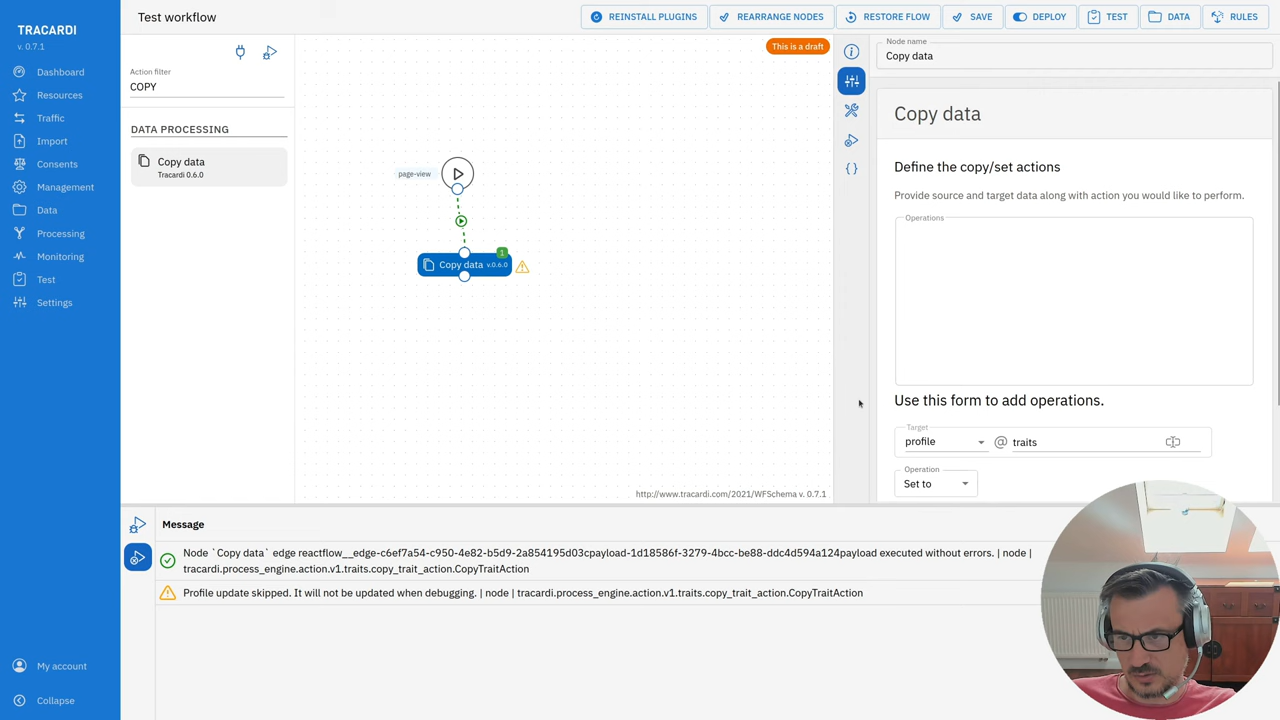 TRACARDI
v. 0.7.1
Dashboard
Resources
Traffic
Import
Consents
Management
Data
Processing
Monitoring
Test
Settings
My account
Collapse
Test workflow
REINSTALL PLUGINS
REARRANGE NODES
RESTORE FLOW
SAVE
DEPLOY
TEST
DATA
RULES
Action filter
COPY
DATA PROCESSING
Copy data
Tracardi 0.6.0
This is a draft
page-view
1
Copy data v.0.6.0
http://www.tracardi.com/2021/WFSchema v. 0.7.1
Node name
Copy data
Copy data
Define the copy/set actions
Provide source and target data along with action you would like to perform.
Operations
Use this form to add operations.
Target
profile @ traits
Operation
Set to
Message
Node `Copy data` edge reactflow__edge-c6ef7a54-c950-4e82-b5d9-2a854195d03cpayload-1d18586f-3279-4bcc-be88-ddc4d594a124payload executed without errors. | node |
tracardi.process_engine.action.v1.traits.copy_trait_action.CopyTraitAction
Profile update skipped. It will not be updated when debugging. | node | tracardi.process_engine.action.v1.traits.copy_trait_action.CopyTraitAction